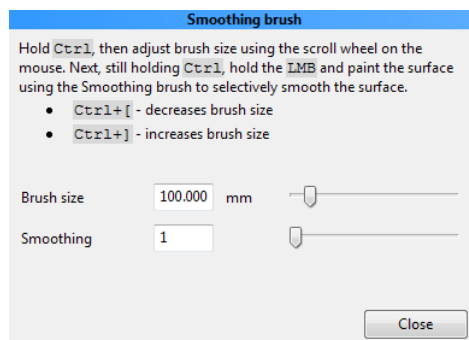 Smoothing brush
Hold Ctrl, then adjust brush size using the scroll wheel on the
mouse. Next, still holding Ctrl, hold the LMB and paint the surface
using the Smoothing brush to selectively smooth the surface.
• Ctrl+[ - decreases brush size
• Ctrl+] - increases brush size
Brush size 100.000 mm
Smoothing 1
Close